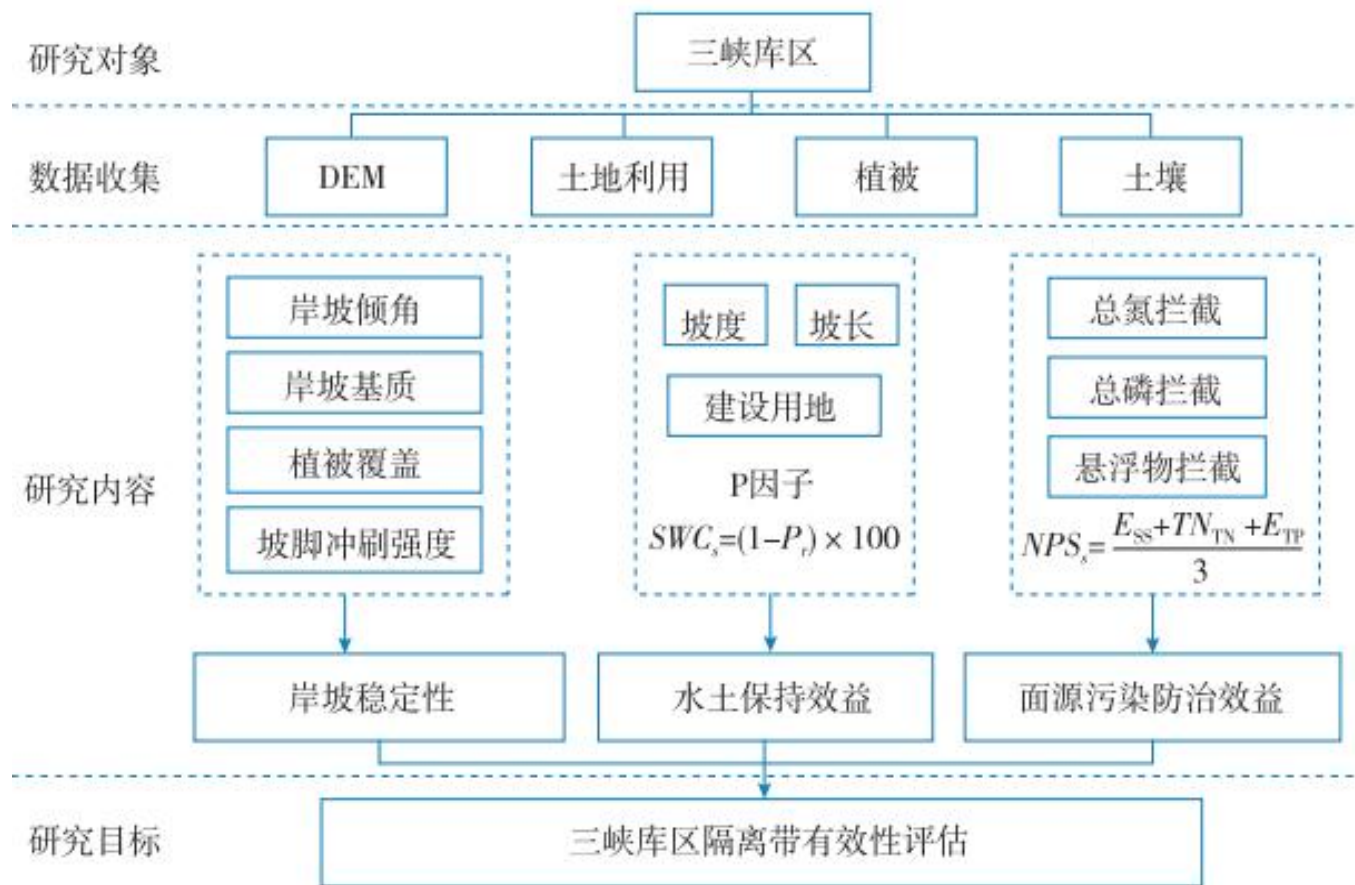 研究对象
三峡库区
数据收集
DEM
土地利用
植被
土壤
研究内容
岸坡倾角
岸坡基质
植被覆盖
坡脚冲刷强度
坡度
坡长
建设用地
P因子
SWCₛ=(1−Pᵣ)×100
总氮拦截
总磷拦截
悬浮物拦截
NPSₛ=(E_SS+TN_TN+E_TP)/3
岸坡稳定性
水土保持效益
面源污染防治效益
研究目标
三峡库区隔离带有效性评估